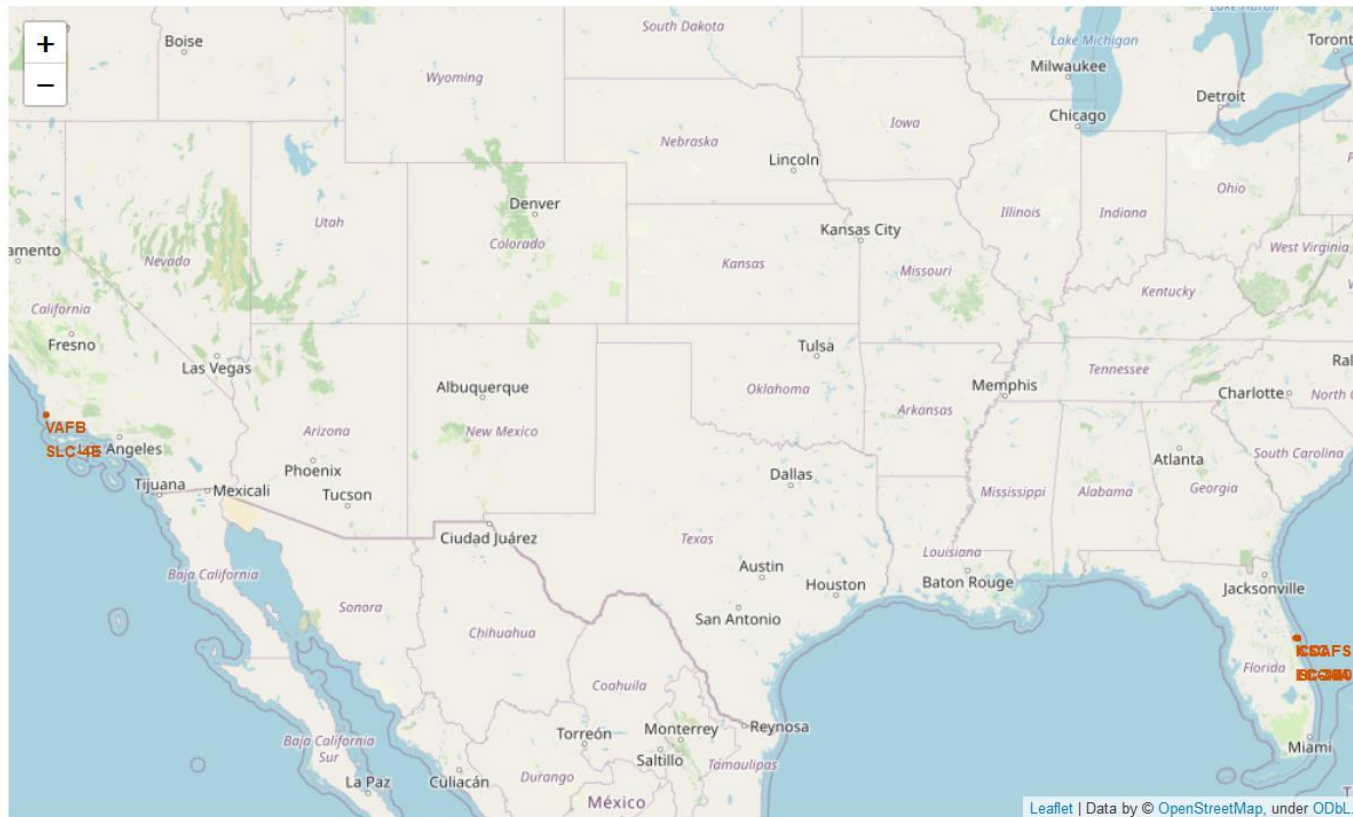 +
−
Boise
South Dakota
Lake Michigan
Lake Huron
Toront
Wyoming
Milwaukee
Detroit
Chicago
Iowa
Nebraska
Lincoln
Ohio
Utah
Denver
Illinois
Indiana
amento
Nevada
Colorado
Kansas City
Kansas
Missouri
West Virginia
Kentucky
California
Fresno
Las Vegas
Tulsa
Ral
Albuquerque
Oklahoma
Memphis
Tennessee
Charlotte
North C
Arkansas
VAFB
SLC-4E
Angeles
Arizona
New Mexico
South Carolina
Atlanta
Phoenix
Dallas
Tijuana
Mexicali
Tucson
Mississippi
Alabama
Georgia
Ciudad Juárez
Texas
Louisiana
Austin
Houston
Baton Rouge
Jacksonville
Baja California
Sonora
San Antonio
Chihuahua
Florida
Coahuila
Reynosa
Torreón
Monterrey
Saltillo
Miami
Baja California
Sur
Tamaulipas
La Paz
Culiacán
Durango
México
T
Leaflet | Data by © OpenStreetMap, under ODbL.